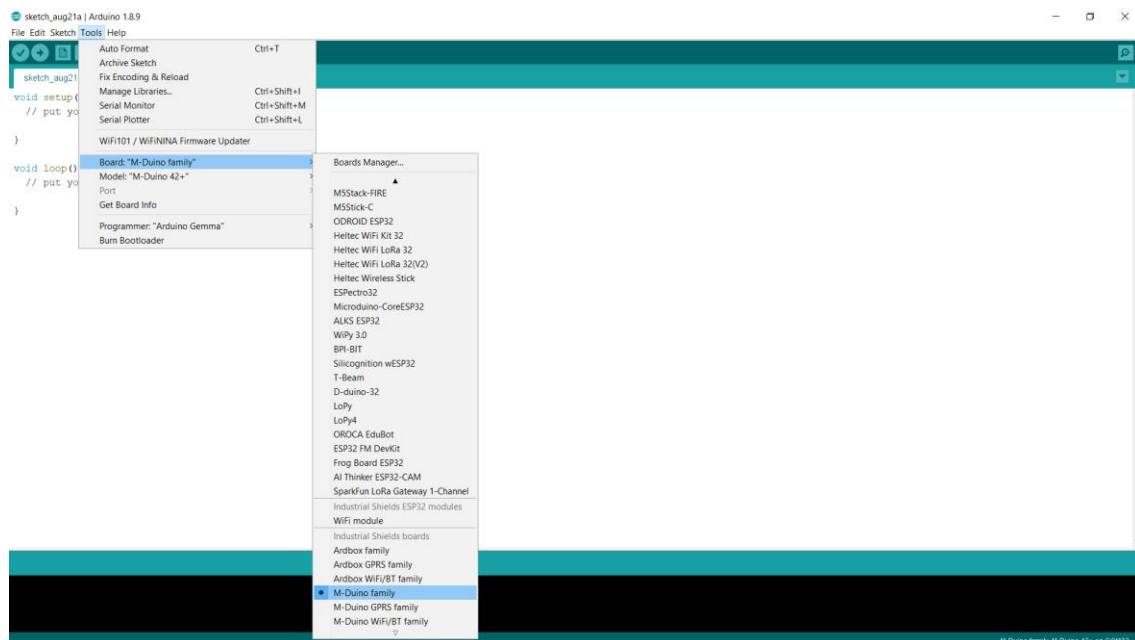 sketch_aug21a | Arduino 1.8.9
File Edit Sketch Tools Help
sketch_aug21
void setup(
// put yo
}
void loop()
// put yo
}
Auto Format Ctrl+T
Archive Sketch
Fix Encoding & Reload
Manage Libraries... Ctrl+Shift+I
Serial Monitor Ctrl+Shift+M
Serial Plotter Ctrl+Shift+L
WiFi101 / WiFiNINA Firmware Updater
Board: "M-Duino family"
Model: "M-Duino 42+"
Port
Get Board Info
Programmer: "Arduino Gemma"
Burn Bootloader
Boards Manager...
M5Stack-FIRE
M5Stick-C
ODROID ESP32
Heltec WiFi Kit 32
Heltec WiFi LoRa 32
Heltec WiFi LoRa 32(V2)
Heltec Wireless Stick
ESPectro32
Microduino-CoreESP32
ALKS ESP32
WiPy 3.0
BPI-BIT
Silicognition wESP32
T-Beam
D-duino-32
LoPy
LoPy4
OROCA EduBot
ESP32 FM DevKit
Frog Board ESP32
AI Thinker ESP32-CAM
SparkFun LoRa Gateway 1-Channel
Industrial Shields ESP32 modules
WiFi module
Industrial Shields boards
Ardbox family
Ardbox GPRS family
Ardbox WiFi/BT family
M-Duino family
M-Duino GPRS family
M-Duino WiFi/BT family